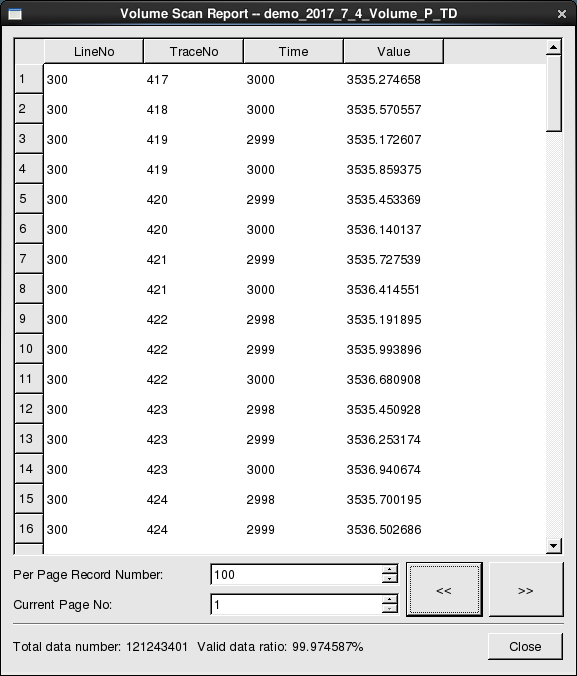 Volume Scan Report -- demo_2017_7_4_Volume_P_TD
LineNo TraceNo Time Value
1 300 417 3000 3535.274658
2 300 418 3000 3535.570557
3 300 419 2999 3535.172607
4 300 419 3000 3535.859375
5 300 420 2999 3535.453369
6 300 420 3000 3536.140137
7 300 421 2999 3535.727539
8 300 421 3000 3536.414551
9 300 422 2998 3535.191895
10 300 422 2999 3535.993896
11 300 422 3000 3536.680908
12 300 423 2998 3535.450928
13 300 423 2999 3536.253174
14 300 423 3000 3536.940674
15 300 424 2998 3535.700195
16 300 424 2999 3536.502686
Per Page Record Number: 100
Current Page No: 1
<< >>
Total data number: 121243401 Valid data ratio: 99.974587%
Close